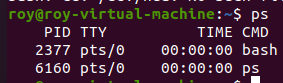 roy@roy-virtual-machine:~$ ps
PID TTY TIME CMD
2377 pts/0 00:00:00 bash
6160 pts/0 00:00:00 ps